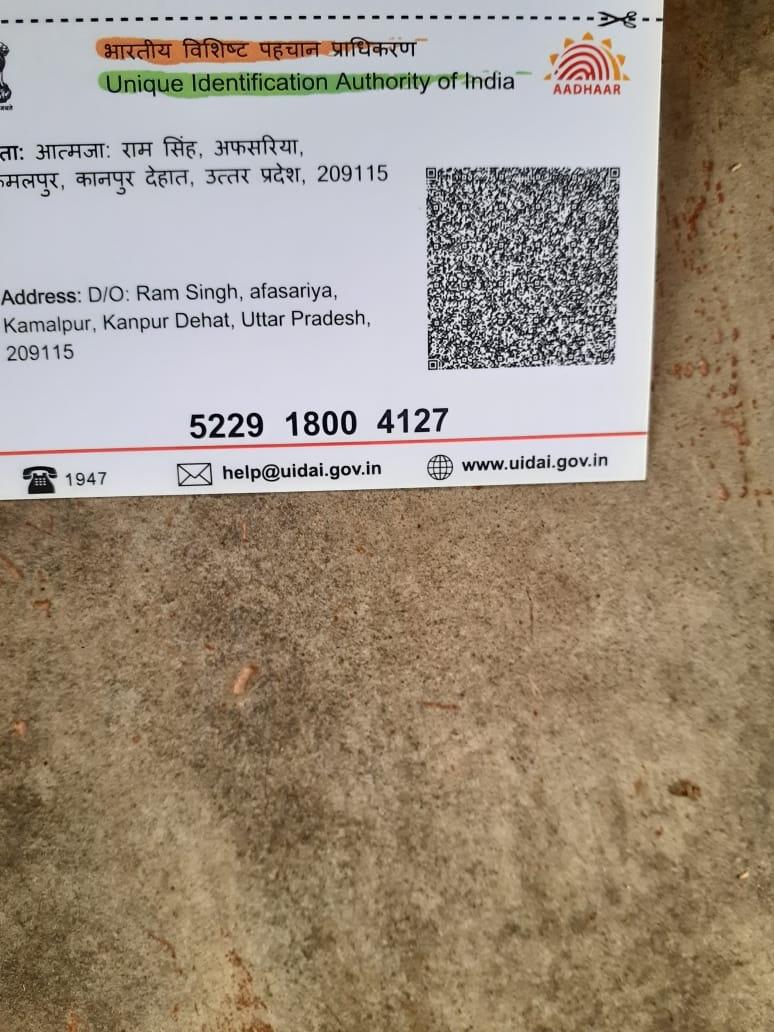 भारतीय विशिष्ट पहचान प्राधिकरण
Unique Identification Authority of India
AADHAAR
आत्मजा: राम सिंह, अफसरिया,
कानपुर देहात, उत्तर प्रदेश, 209115
Address: D/O: Ram Singh, afasariya,
Kamalpur, Kanpur Dehat, Uttar Pradesh,
209115
5229 1800 4127
1947
help@uidai.gov.in
www.uidai.gov.in